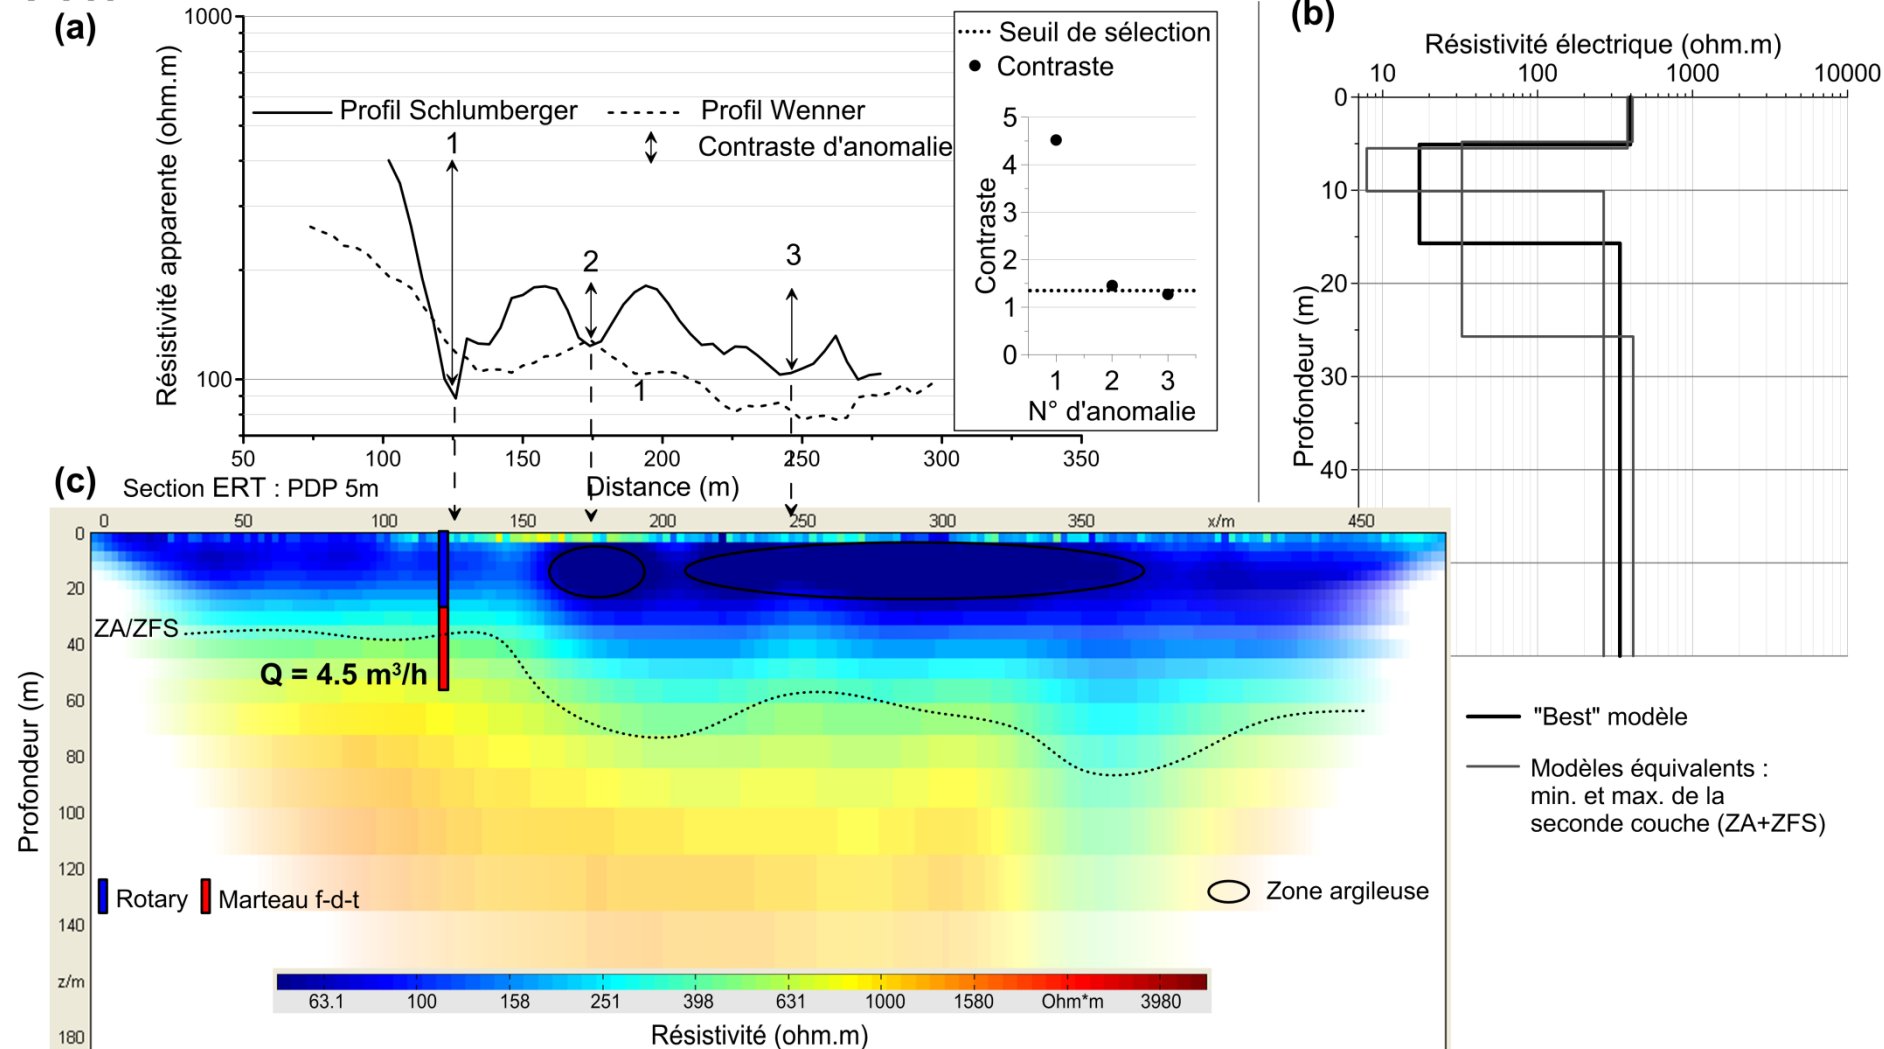 (a)
1000
100
Résistivité apparente (ohm.m)
Profil Schlumberger
Profil Wenner
Contraste d'anomalie
1
2
3
1
50 100 150 200 250 300 350
Distance (m)
Seuil de sélection
Contraste
5
4
3
2
1
0
Contraste
1 2 3
N° d'anomalie
(b)
Résistivité électrique (ohm.m)
10 100 1000 10000
0
10
20
30
40
Profondeur (m)
"Best" modèle
Modèles équivalents :
min. et max. de la
seconde couche (ZA+ZFS)
(c)
Section ERT : PDP 5m
0 50 100 150 200 250 300 350 x/m 450
0
20
40
60
80
100
120
140
z/m
180
Profondeur (m)
ZA/ZFS
Q = 4.5 m³/h
Rotary
Marteau f-d-t
Zone argileuse
63.1 100 158 251 398 631 1000 1580 Ohm*m 3980
Résistivité (ohm.m)